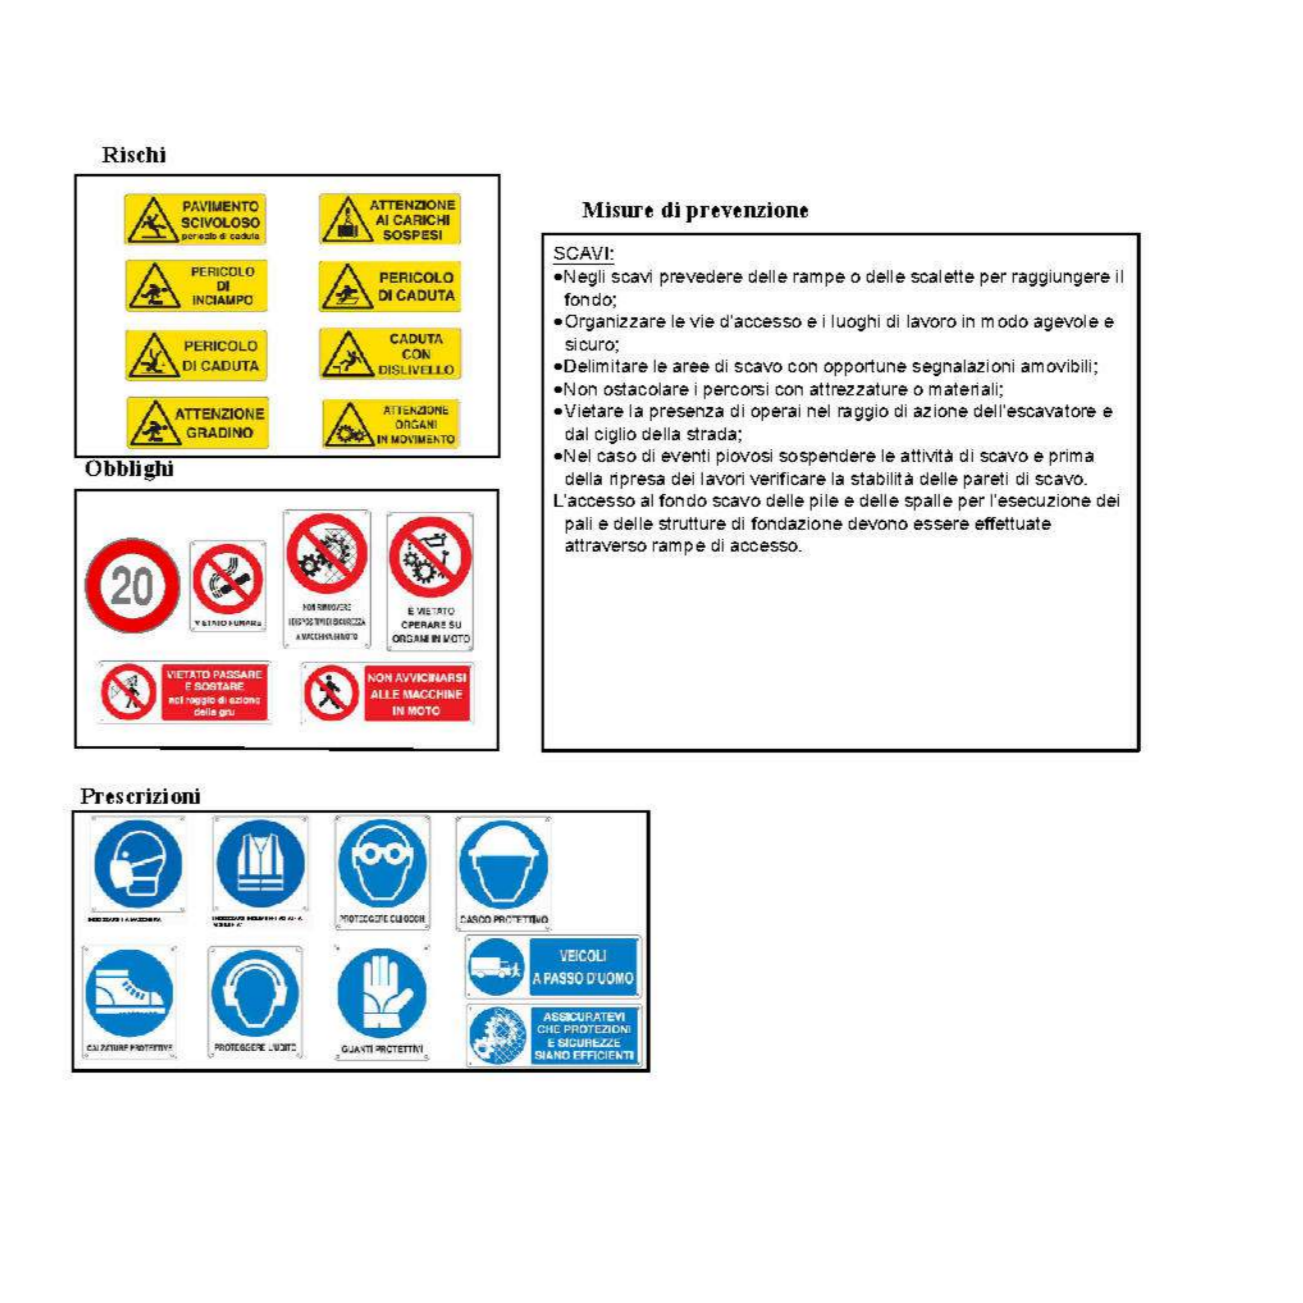 Rischi
PAVIMENTO
SCIVOLOSO
pericolo di caduta
ATTENZIONE
AI CARICHI
SOSPESI
PERICOLO
DI
INCIAMPO
PERICOLO
DI CADUTA
PERICOLO
DI CADUTA
CADUTA
CON
DISLIVELLO
ATTENZIONE
GRADINO
ATTENZIONE
ORGANI
IN MOVIMENTO
Obblighi
20
VIETATO FUMARE
NON RIMUOVERE
I DISPOSITIVI DI SICUREZZA
A MACCHINA IN MOTO
E VIETATO
OPERARE SU
ORGANI IN MOTO
VIETATO PASSARE
E SOSTARE
nel raggio di azione
della gru
NON AVVICINARSI
ALLE MACCHINE
IN MOTO
Misure di prevenzione
SCAVI:
•Negli scavi prevedere delle rampe o delle scalette per raggiungere il
fondo;
•Organizzare le vie d'accesso e i luoghi di lavoro in modo agevole e
sicuro;
•Delimitare le aree di scavo con opportune segnalazioni amovibili;
•Non ostacolare i percorsi con attrezzature o materiali;
•Vietare la presenza di operai nel raggio di azione dell'escavatore e
dal ciglio della strada;
•Nel caso di eventi piovosi sospendere le attività di scavo e prima
della ripresa dei lavori verificare la stabilità delle pareti di scavo.
L'accesso al fondo scavo delle pile e delle spalle per l'esecuzione dei
pali e delle strutture di fondazione devono essere effettuate
attraverso rampe di accesso.
Prescrizioni
PROTEGGERE GLI OCCHI
CASCO PROTETTIVO
CALZATURE PROTETTIVE
PROTEGGERE L'UDITO
GUANTI PROTETTIVI
VEICOLI
A PASSO D'UOMO
ASSICURATEVI
CHE PROTEZIONI
E SICUREZZE
SIANO EFFICIENTI